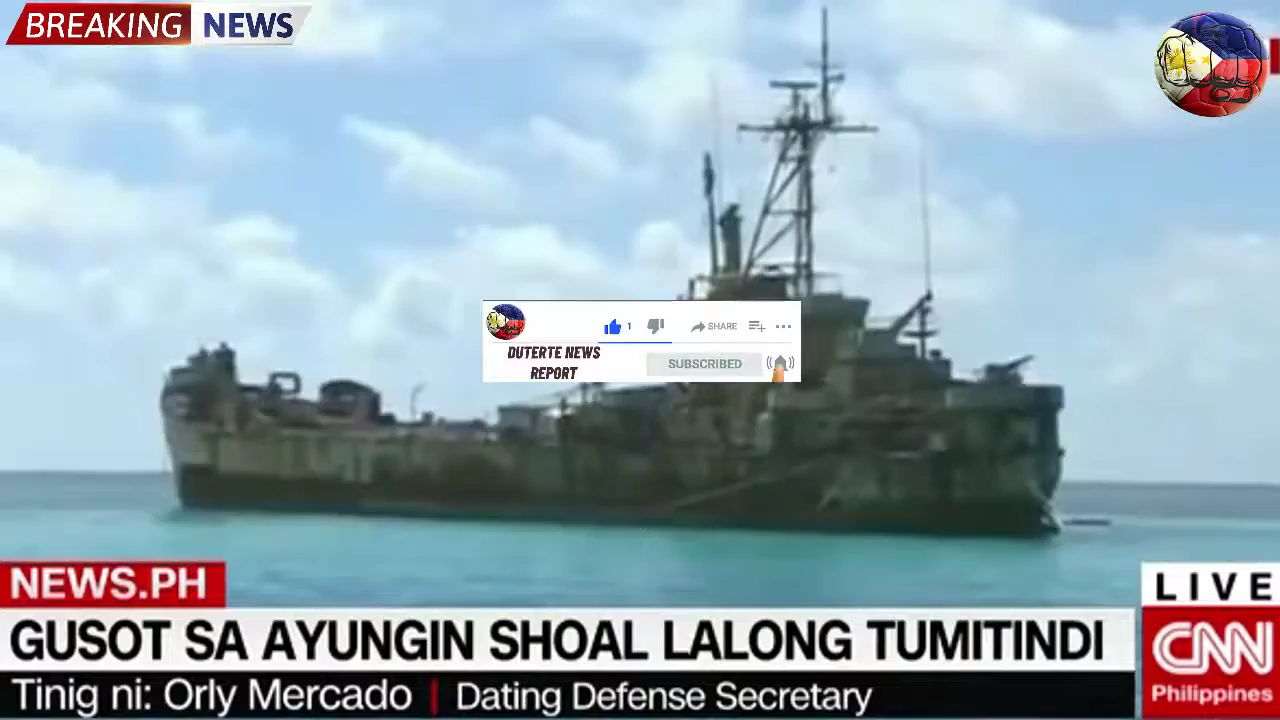 BREAKING NEWS
1
SHARE
DUTERTE NEWS
REPORT
SUBSCRIBED
NEWS.PH
GUSOT SA AYUNGIN SHOAL LALONG TUMITINDI
Tinig ni: Orly Mercado | Dating Defense Secretary
LIVE
CNN
Philippines